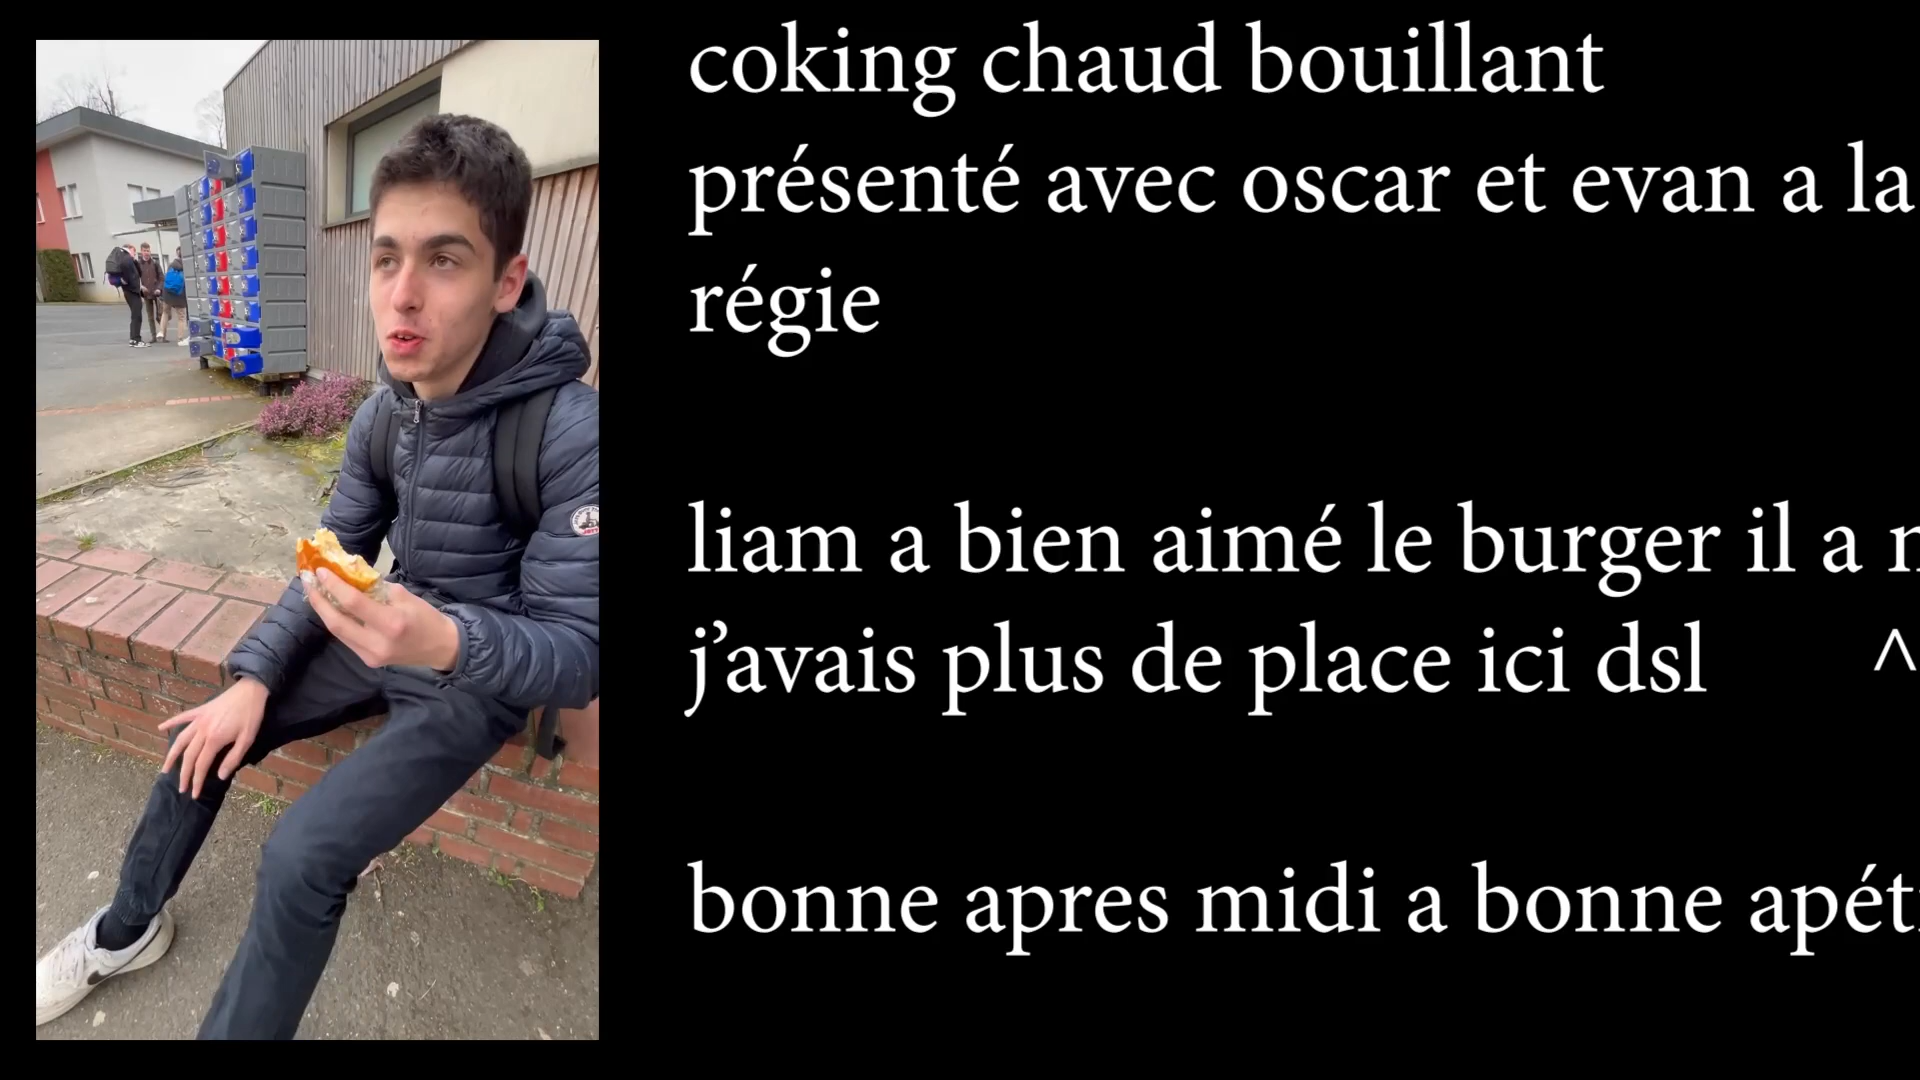 coking chaud bouillant
présenté avec oscar et evan a la
régie
liam a bien aimé le burger il a
j’avais plus de place ici dsl ^
bonne apres midi a bonne